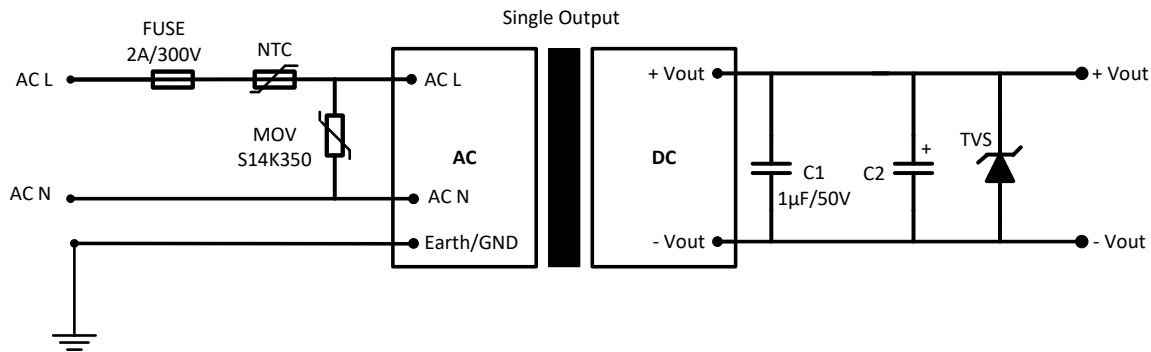 Single Output
FUSE
2A/300V
NTC
AC L
AC L
MOV
S14K350
AC
AC N
AC N
Earth/GND
+ Vout
+ Vout
DC
C1
1µF/50V
C2
+
TVS
- Vout
- Vout